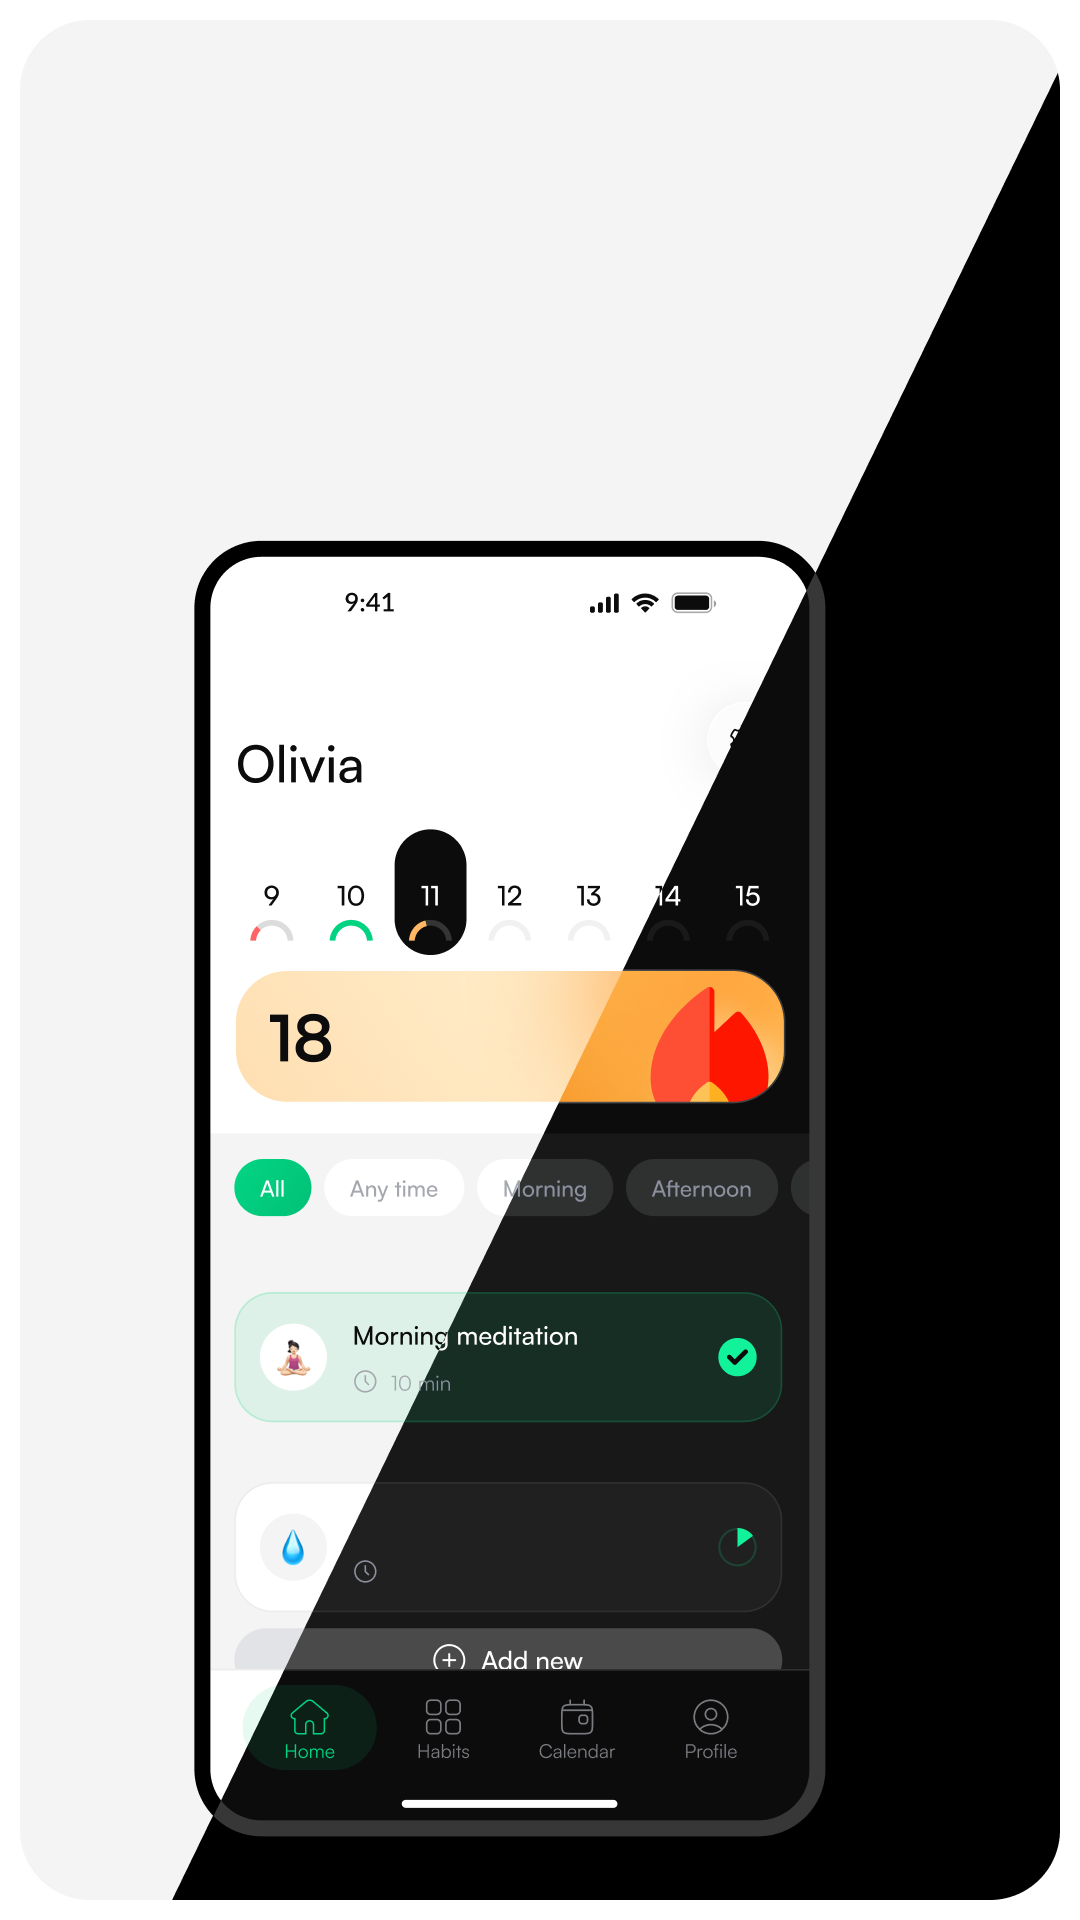 9:41
Olivia
9 10 11 12 13 14 15
18
All Any time Morning Afternoon
Morning meditation
10 min
Add new
Home Habits Calendar Profile